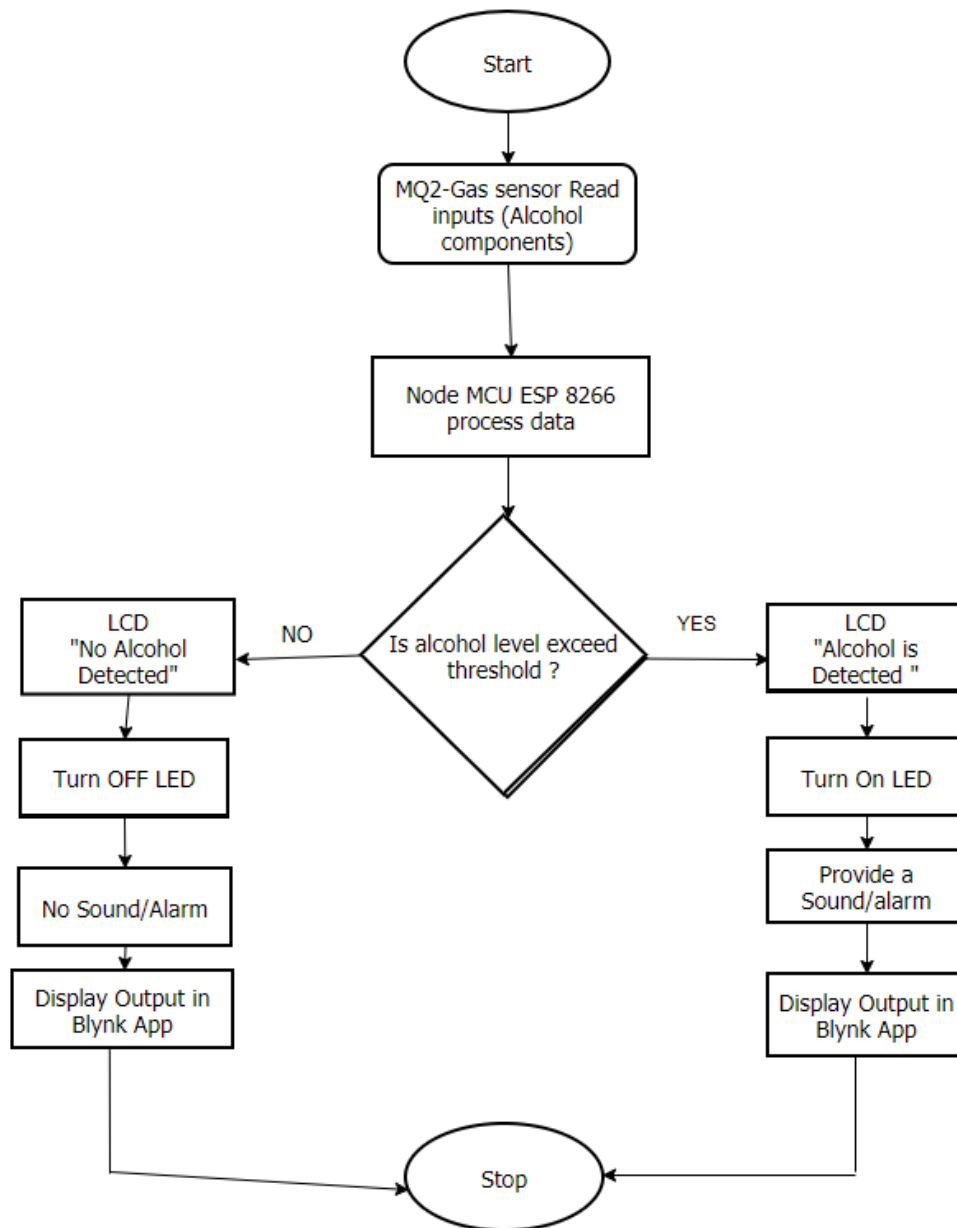 Start
MQ2-Gas sensor Read
inputs (Alcohol
components)
Node MCU ESP 8266
process data
Is alcohol level exceed
threshold ?
NO
YES
LCD
"No Alcohol
Detected"
Turn OFF LED
No Sound/Alarm
Display Output in
Blynk App
LCD
"Alcohol is
Detected "
Turn On LED
Provide a
Sound/alarm
Display Output in
Blynk App
Stop